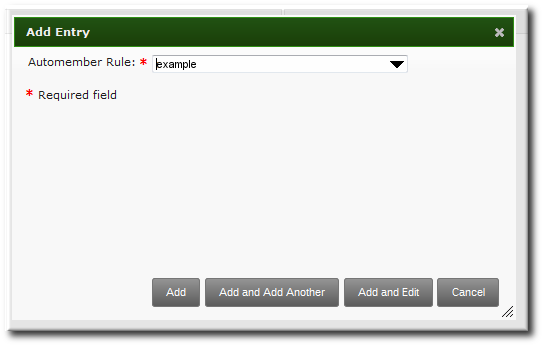 Add Entry
Automember Rule: * example
* Required field
Add Add and Add Another Add and Edit Cancel